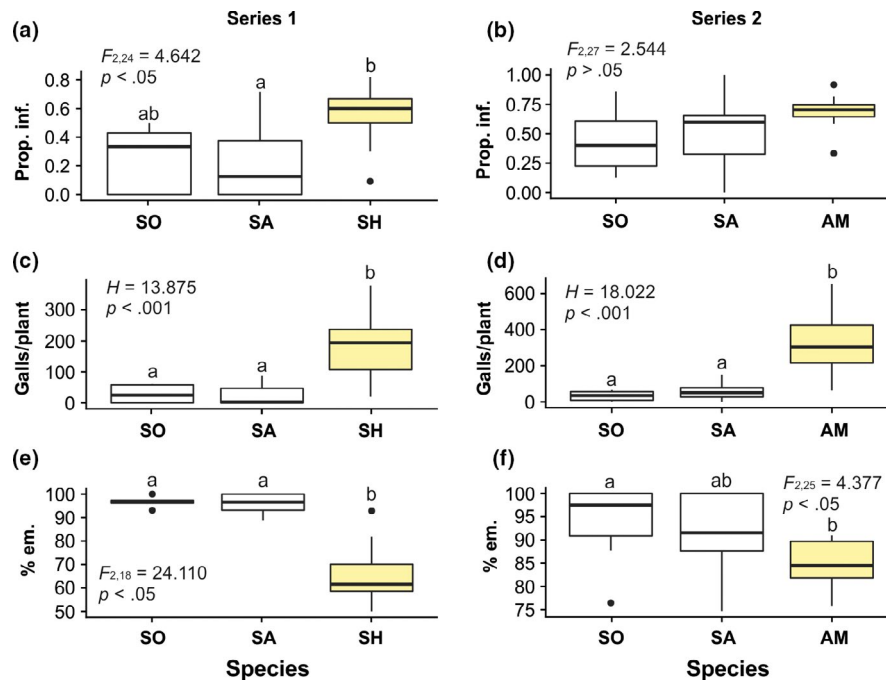 Series 1
Series 2
(a)
F2,24 = 4.642
p < .05
ab
a
b
Prop. inf.
0.8
0.6
0.4
0.2
0.0
SO
SA
SH
(b)
F2,27 = 2.544
p > .05
Prop. inf.
1.00
0.75
0.50
0.25
0.00
SO
SA
AM
(c)
H = 13.875
p < .001
a
a
b
Galls/plant
300
200
100
0
SO
SA
SH
(d)
H = 18.022
p < .001
a
a
b
Galls/plant
600
400
200
0
SO
SA
AM
(e)
a
a
b
% em.
100
90
80
70
60
50
F2,18 = 24.110
p < .05
SO
SA
SH
Species
(f)
a
ab
F2,25 = 4.377
p < .05
b
% em.
100
95
90
85
80
75
SO
SA
AM
Species